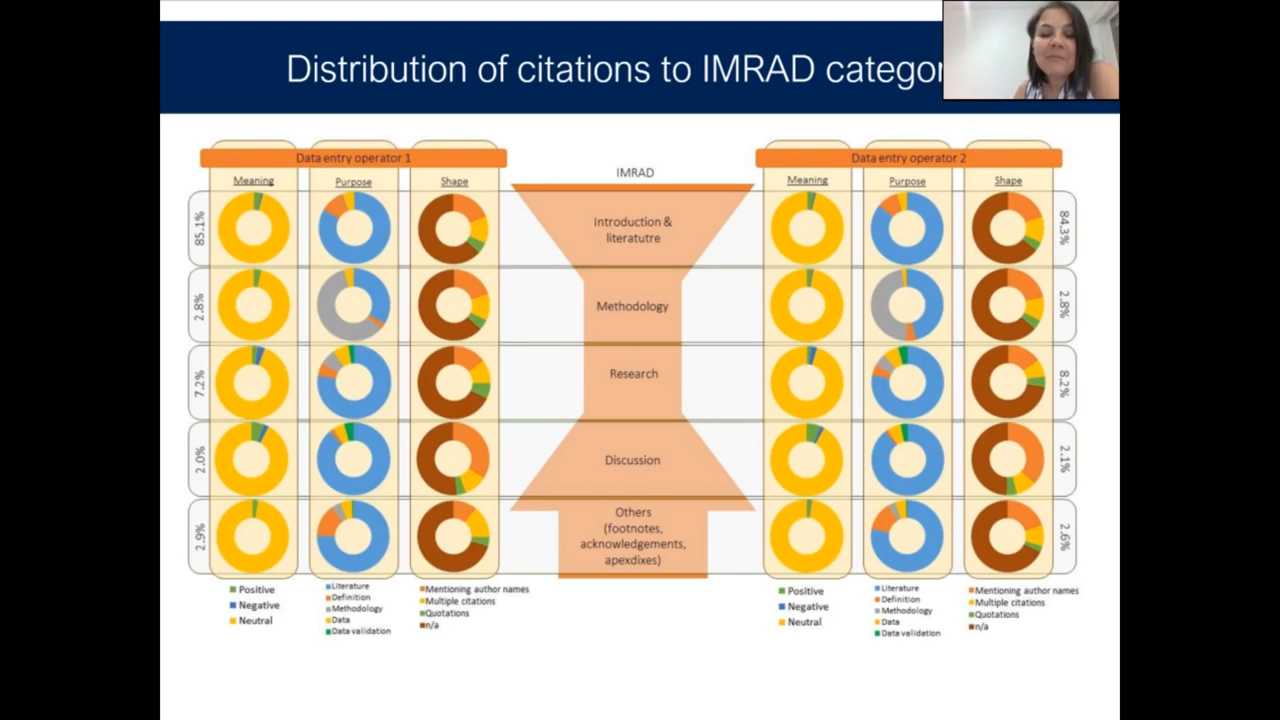 Distribution of citations to IMRAD categor
Data entry operator 1
Meaning
Purpose
Shape
85.1%
2.8%
7.2%
2.0%
2.9%
Positive
Negative
Neutral
Literature
Definition
Methodology
Data
Data validation
Mentioning author names
Multiple citations
Quotations
n/a
IMRAD
Introduction &
literatutre
Methodology
Research
Discussion
Others
(footnotes,
acknowledgements,
apexdixes)
Data entry operator 2
Meaning
Purpose
Shape
84.3%
2.8%
8.2%
2.1%
2.6%
Positive
Negative
Neutral
Literature
Definition
Methodology
Data
Data validation
Mentioning author names
Multiple citations
Quotations
n/a